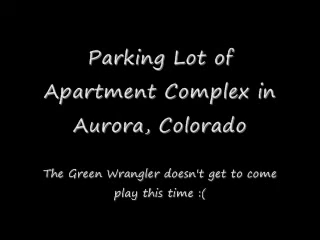 Parking Lot of
Apartment Complex in
Aurora, Colorado
The Green Wrangler doesn't get to come
play this time :(